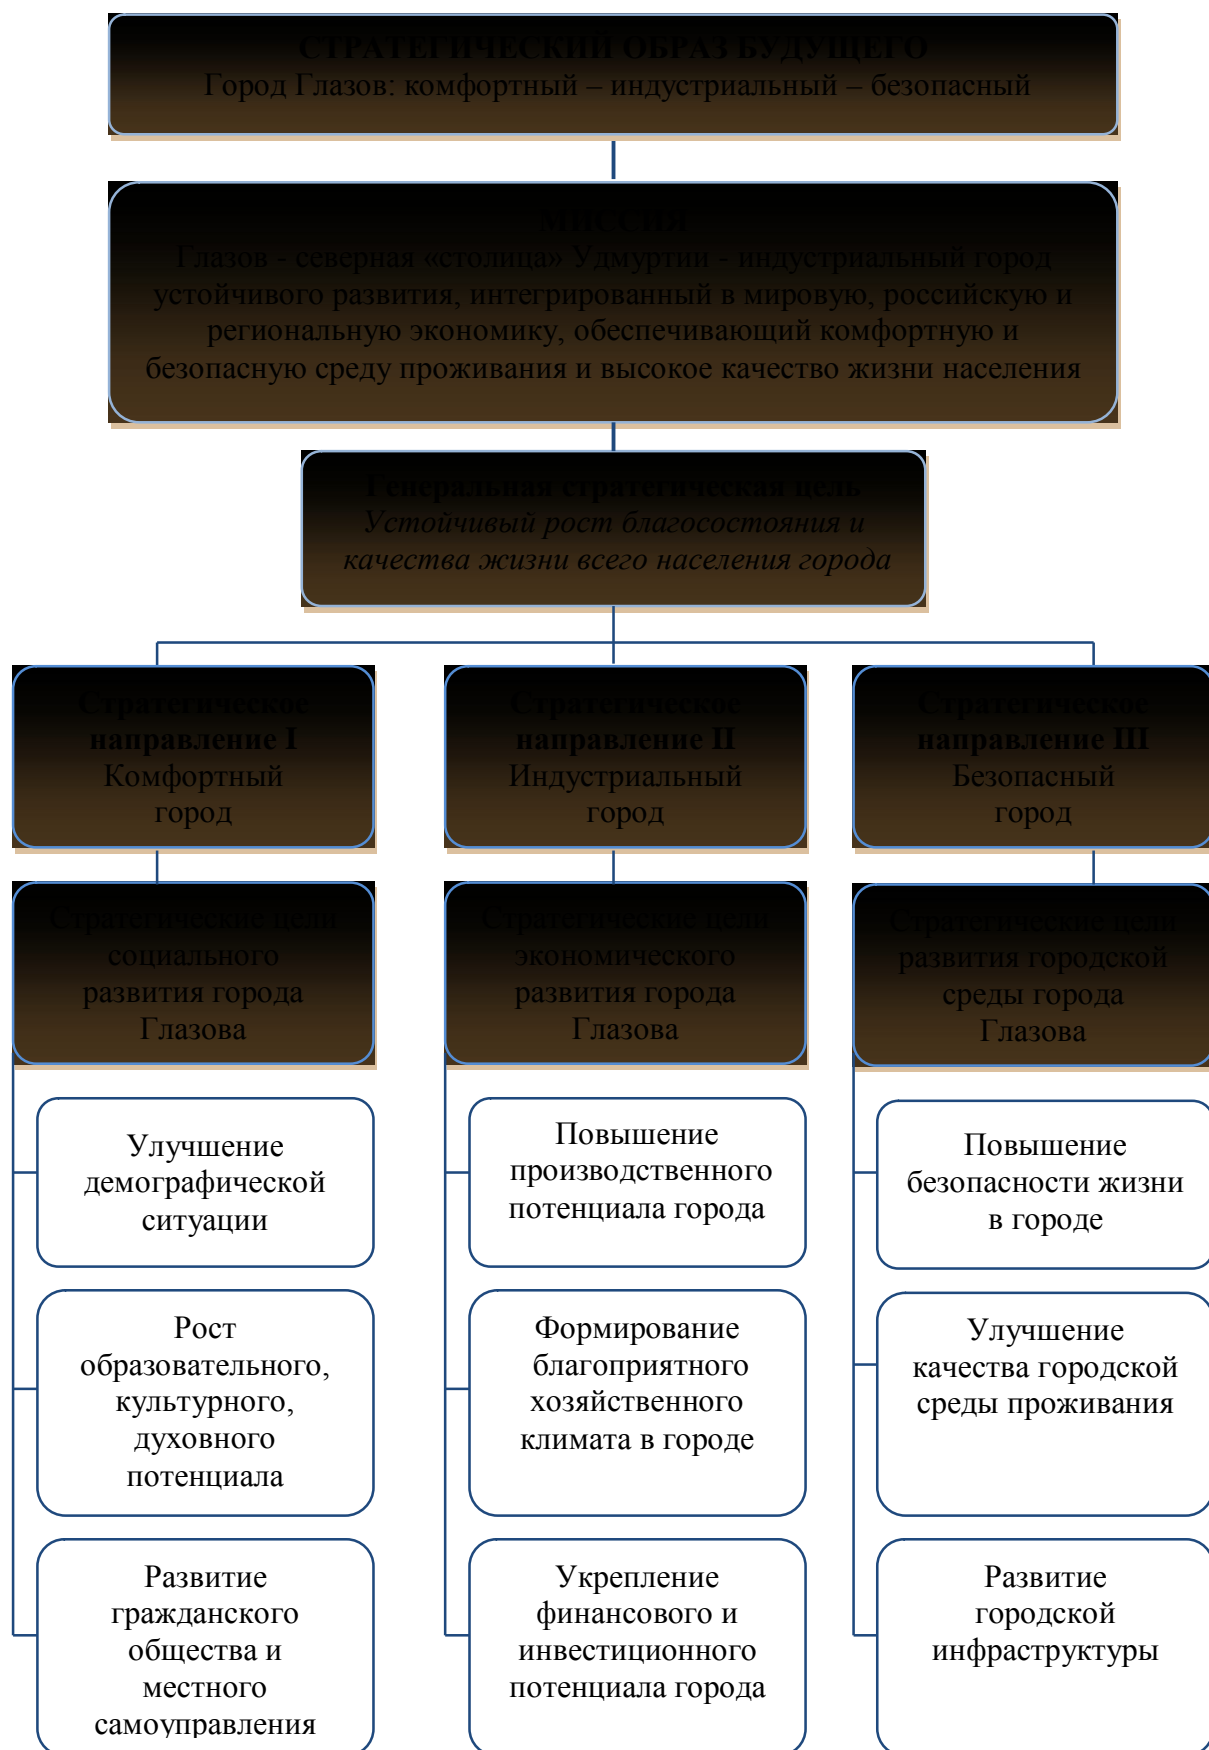 СТРАТЕГИЧЕСКИЙ ОБРАЗ БУДУЩЕГО
Город Глазов: комфортный – индустриальный – безопасный
МИССИЯ
Глазов - северная «столица» Удмуртии - индустриальный город
устойчивого развития, интегрированный в мировую, российскую и
региональную экономику, обеспечивающий комфортную и
безопасную среду проживания и высокое качество жизни населения
Генеральная стратегическая цель
Устойчивый рост благосостояния и
качества жизни всего населения города
Стратегическое
направление I
Комфортный
город
Стратегическое
направление II
Индустриальный
город
Стратегическое
направление III
Безопасный
город
Стратегические цели
социального
развития города
Глазова
Стратегические цели
экономического
развития города
Глазова
Стратегические цели
развития городской
среды города
Глазова
Улучшение
демографической
ситуации
Повышение
производственного
потенциала города
Повышение
безопасности жизни
в городе
Рост
образовательного,
культурного,
духовного
потенциала
Формирование
благоприятного
хозяйственного
климата в городе
Улучшение
качества городской
среды проживания
Развитие
гражданского
общества и
местного
самоуправления
Укрепление
финансового и
инвестиционного
потенциала города
Развитие
городской
инфраструктуры